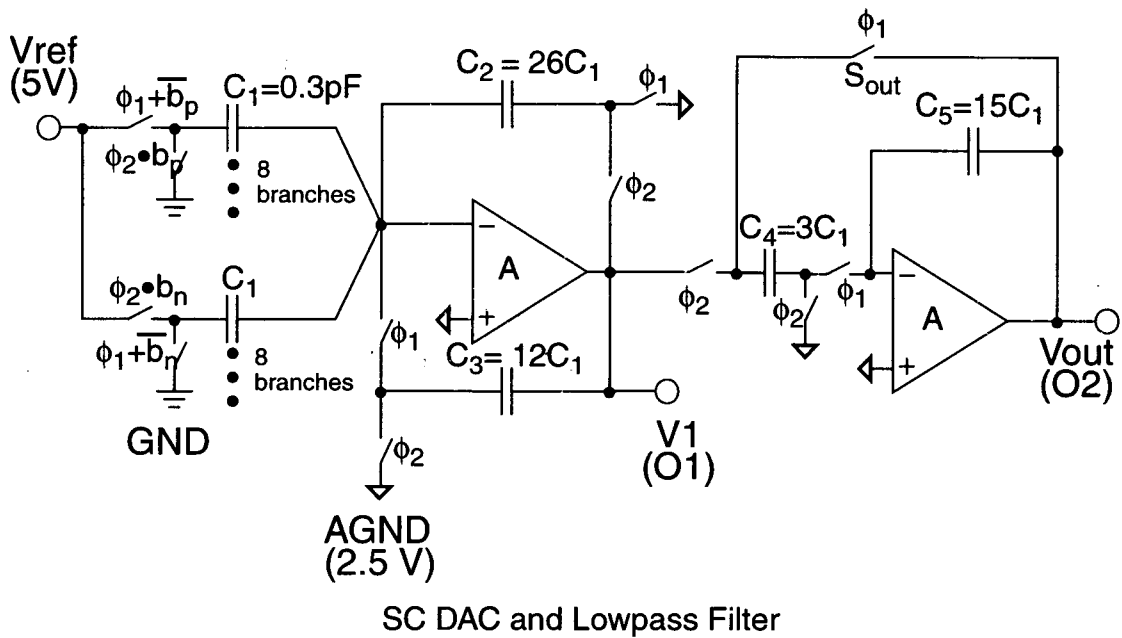 Vref
(5V)
ϕ1+b̅p
C1=0.3pF
ϕ2•bp
8
branches
C2 = 26C1
ϕ1
ϕ2
A
−
+
ϕ2•bn
C1
ϕ1+b̅n
8
branches
GND
ϕ1
C3= 12C1
ϕ2
V1
(O1)
AGND
(2.5 V)
ϕ1
Sout
C5=15C1
C4=3C1
ϕ2
ϕ1
ϕ2
A
−
+
Vout
(O2)
SC DAC and Lowpass Filter